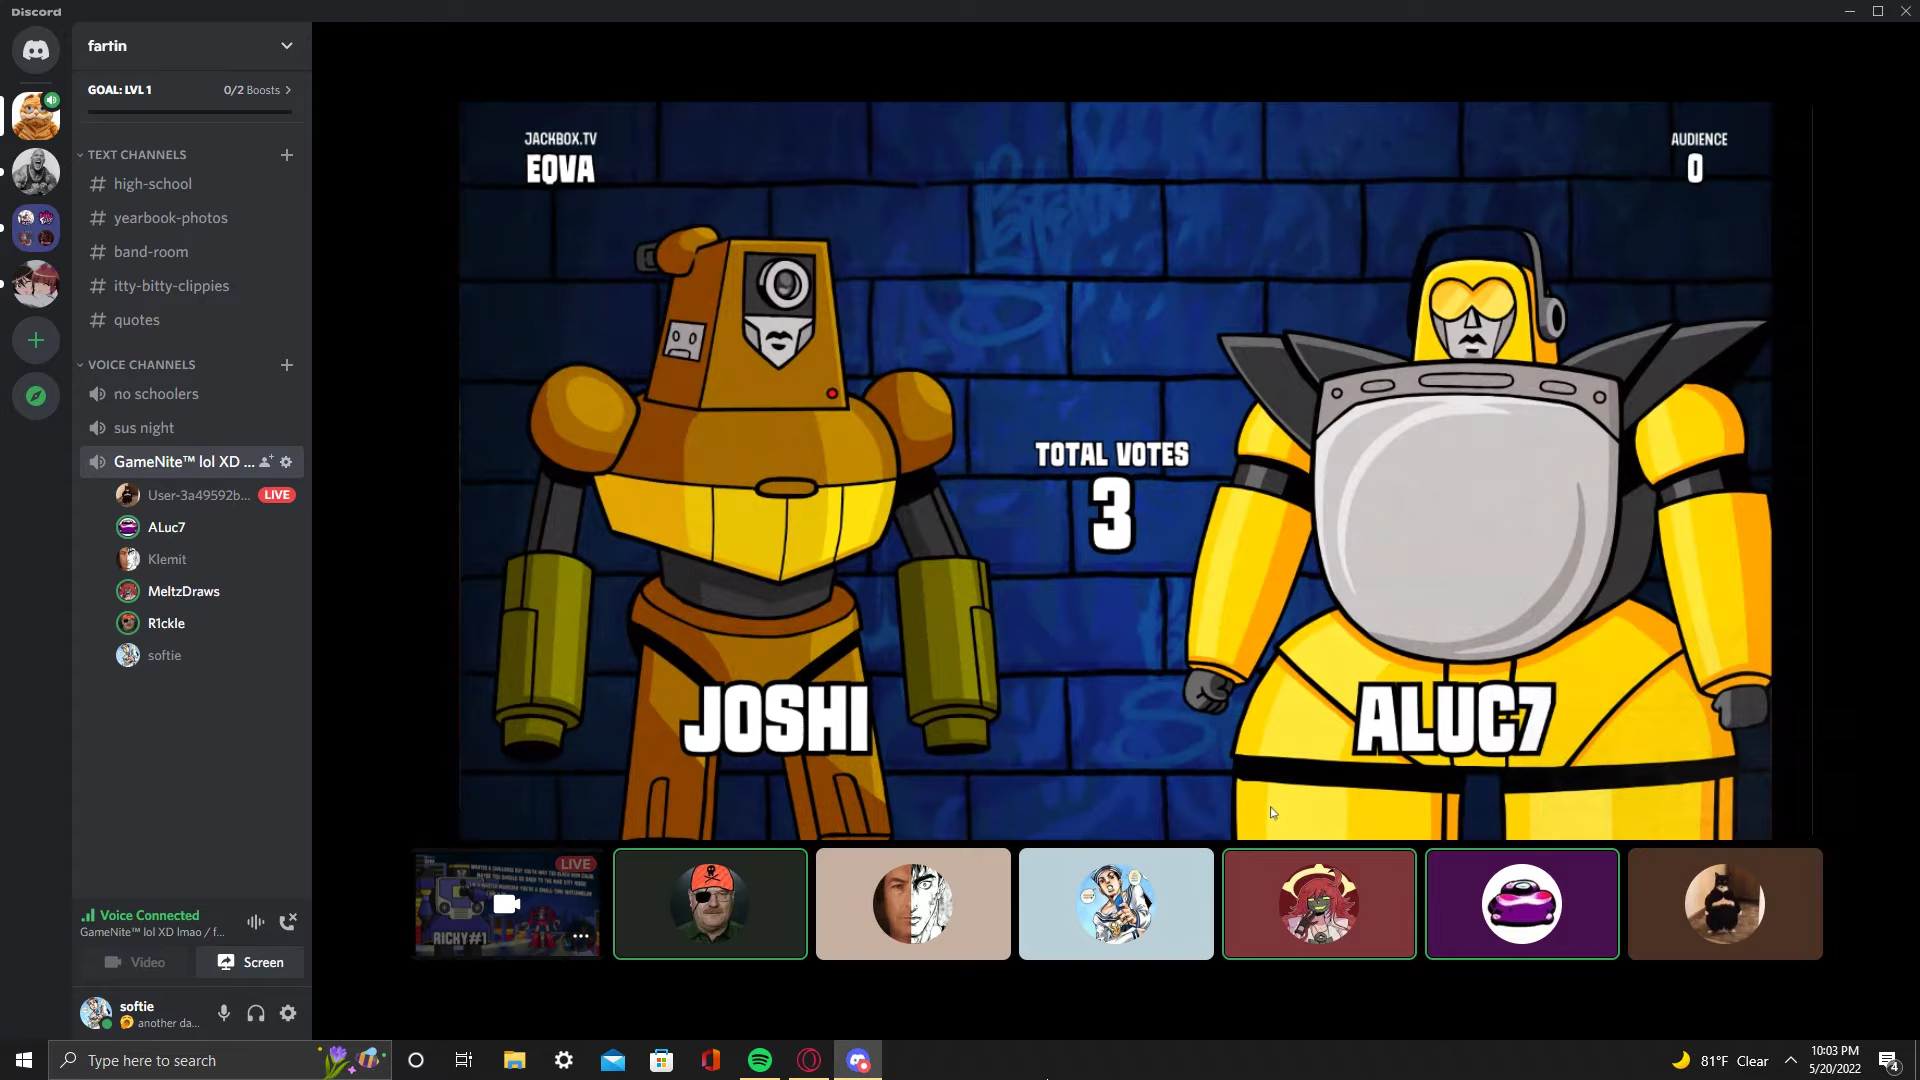 Discord
fartin
GOAL: LVL 1
0/2 Boosts
TEXT CHANNELS
high-school
yearbook-photos
band-room
itty-bitty-clippies
quotes
VOICE CHANNELS
no schoolers
sus night
GameNite™ lol XD ...
User-3a49592b... LIVE
ALuc7
Klemit
MeltzDraws
R1ckle
softie
Voice Connected
GameNite™ lol XD lmao / f...
Video
Screen
softie
another da...
JACKBOX.TV
EQVA
AUDIENCE
0
TOTAL VOTES
3
JOSHI
ALUC7
LIVE
RICKY#1
Type here to search
81°F Clear
10:03 PM
5/20/2022
4